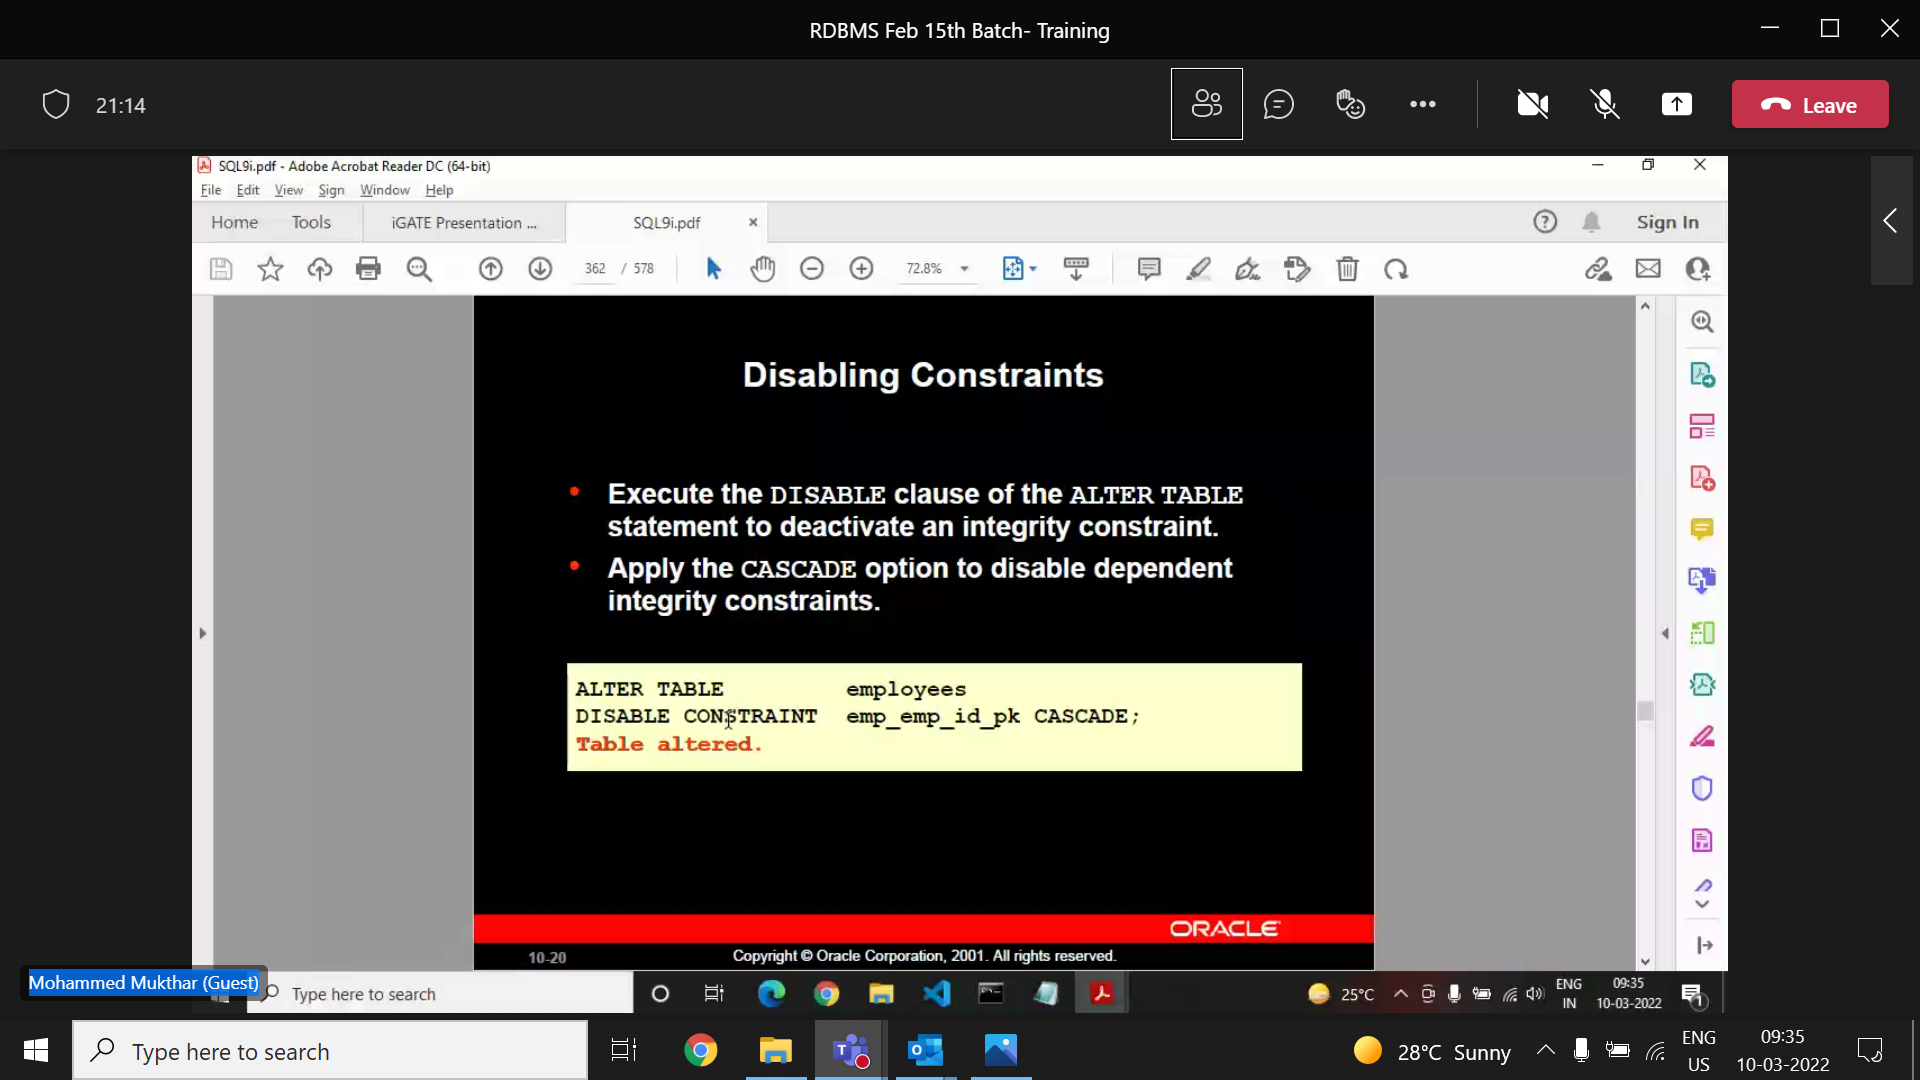 RDBMS Feb 15th Batch- Training
21:14
Leave
SQL9i.pdf - Adobe Acrobat Reader DC (64-bit)
File Edit View Sign Window Help
Home Tools iGATE Presentation ... SQL9i.pdf Sign In
362 / 578 72.8%
Disabling Constraints
• Execute the DISABLE clause of the ALTER TABLE
statement to deactivate an integrity constraint.
• Apply the CASCADE option to disable dependent
integrity constraints.
ALTER TABLE employees
DISABLE CONSTRAINT emp_emp_id_pk CASCADE;
Table altered.
ORACLE
10-20 Copyright © Oracle Corporation, 2001. All rights reserved.
Mohammed Mukthar (Guest)
Type here to search
25°C
ENG
IN
09:35
10-03-2022
1
Type here to search
28°C Sunny
ENG
US
09:35
10-03-2022